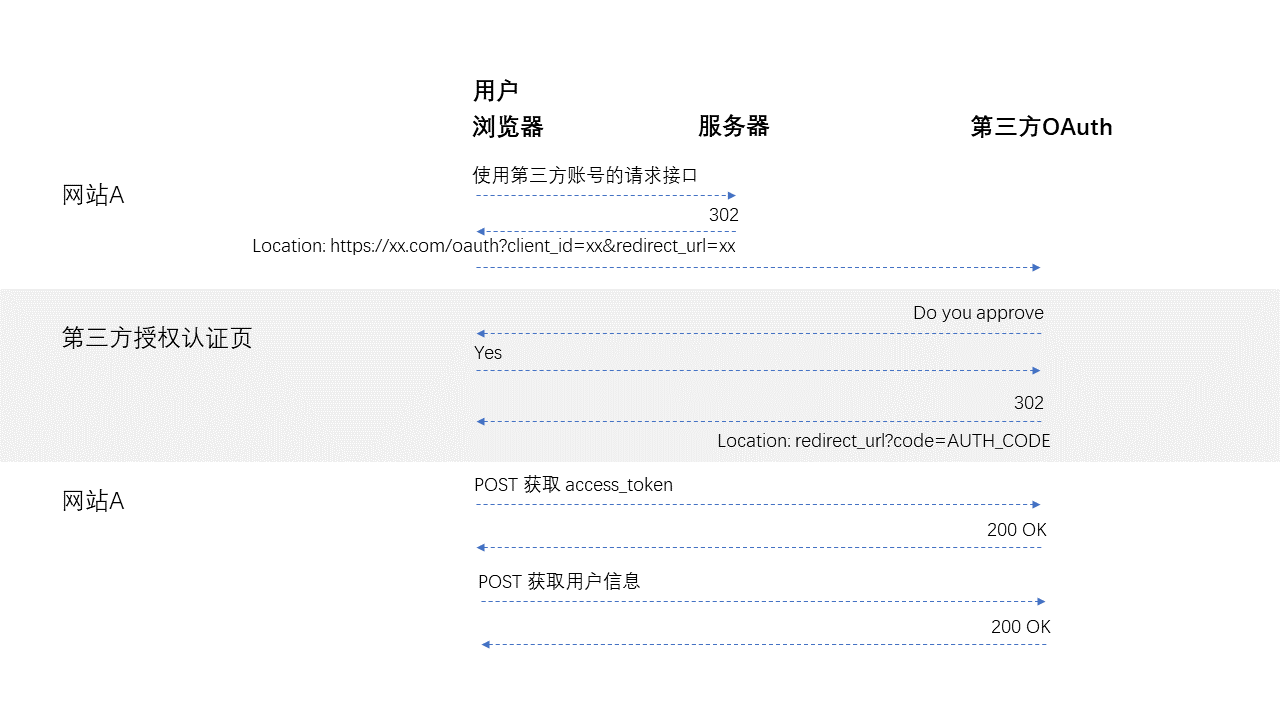 用户
浏览器
服务器
第三方OAuth
网站A
使用第三方账号的请求接口
302
Location: https://xx.com/oauth?client_id=xx&redirect_url=xx
第三方授权认证页
Do you approve
Yes
302
Location: redirect_url?code=AUTH_CODE
网站A
POST 获取 access_token
200 OK
POST 获取用户信息
200 OK